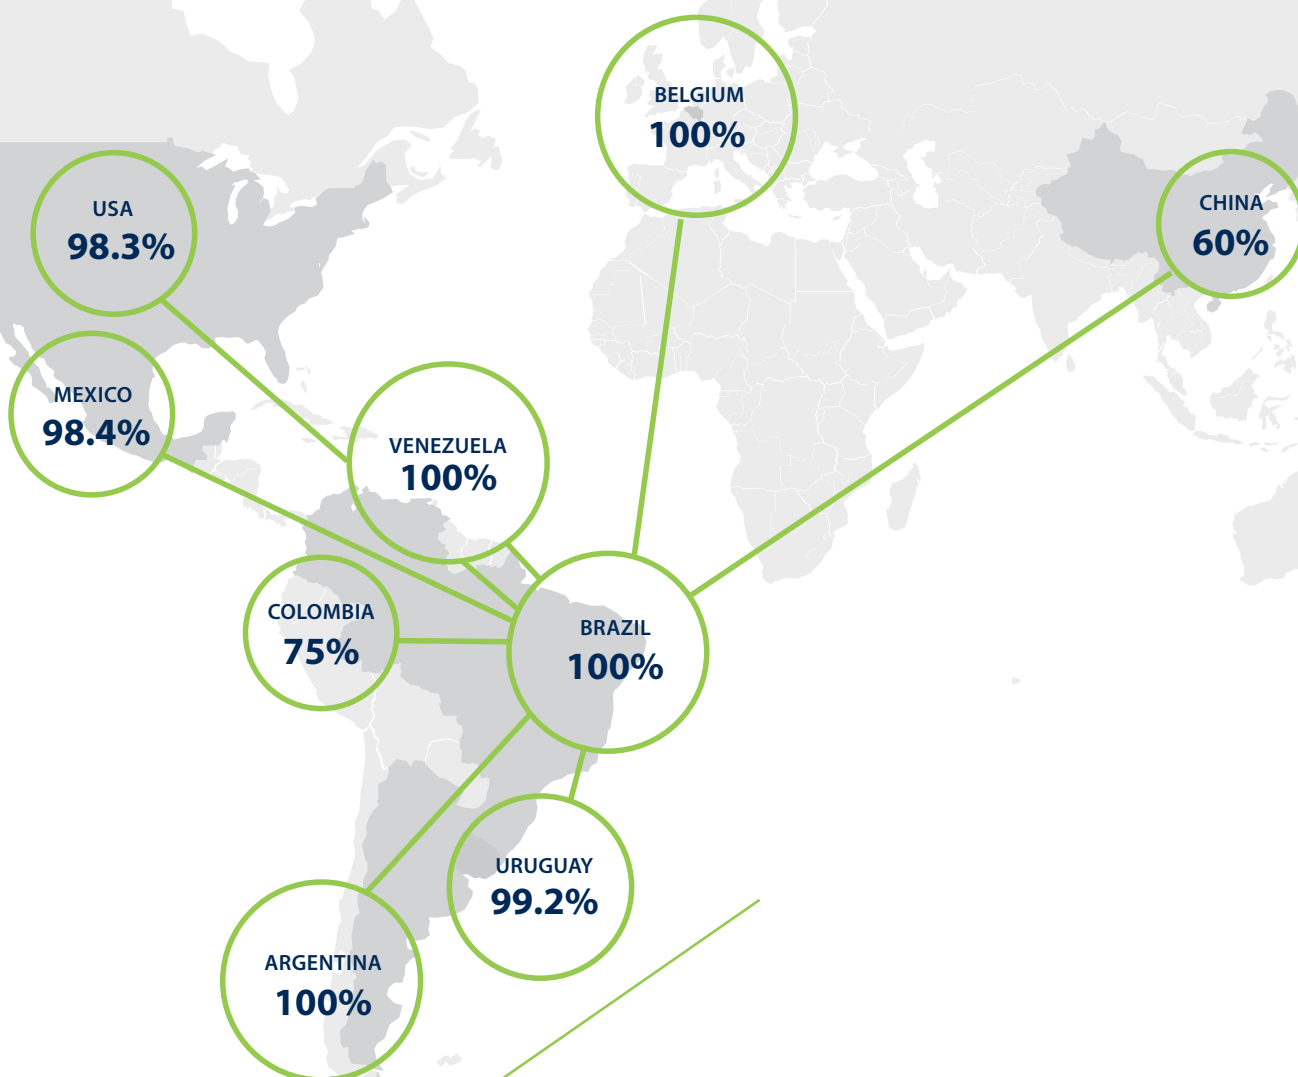 BELGIUM
100%
USA
98.3%
CHINA
60%
MEXICO
98.4%
VENEZUELA
100%
COLOMBIA
75%
BRAZIL
100%
URUGUAY
99.2%
ARGENTINA
100%